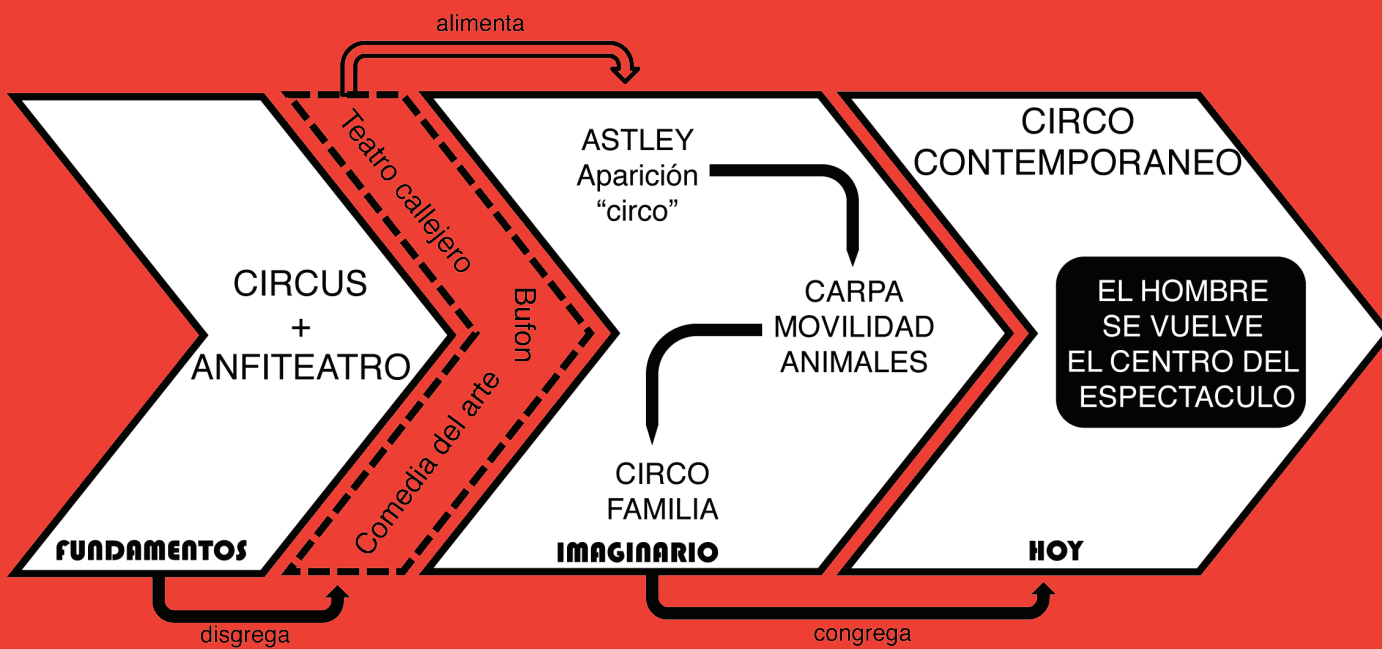 alimenta
CIRCUS
+
ANFITEATRO
FUNDAMENTOS
disgrega
Teatro callejero
Bufon
Comedia del arte
ASTLEY
Aparición
“circo”
CARPA
MOVILIDAD
ANIMALES
CIRCO
FAMILIA
IMAGINARIO
congrega
CIRCO
CONTEMPORANEO
EL HOMBRE
SE VUELVE
EL CENTRO DEL
ESPECTACULO
HOY